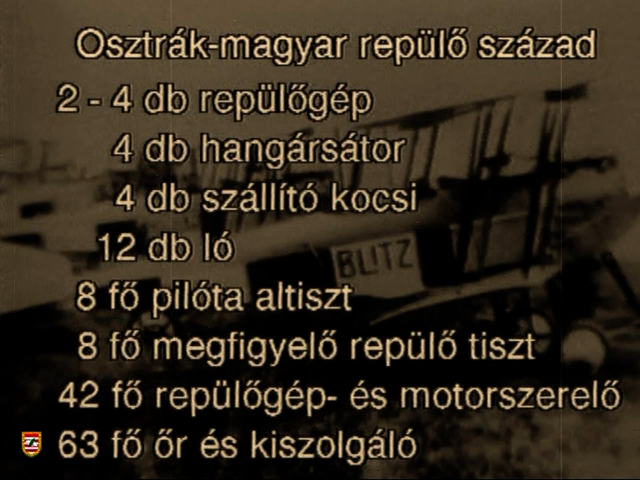 Osztrák-magyar repülő század
2 - 4 db repülőgép
4 db hangársátor
4 db szállító kocsi
12 db ló
BLITZ
8 fő pilóta altiszt
8 fő megfigyelő repülő tiszt
42 fő repülőgép- és motorszerelő
63 fő őr és kiszolgáló